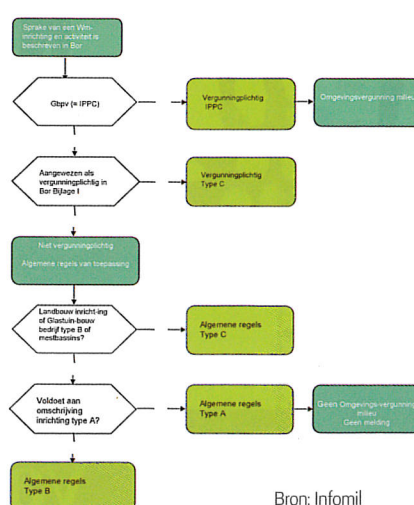 Sprake van een Wm-
inrichting en activiteit is
beschreven in Bor
Gbpv (= IPPC)
Vergunningplichtig
IPPC
Omgevingsvergunning milieu
Aangewezen als
vergunningplichtig in
Bor Bijlage I
Vergunningplichtig
Type C
Niet vergunningplichtig
Algemene regels van toepassing
Landbouw inricht-ing
of Glastuin-bouw
bedrijf type B of
mestbassins?
Algemene regels
Type C
Voldoet aan
omschrijving
inrichting type A?
Algemene regels
Type A
Geen Omgevings-vergunning
milieu
Geen melding
Algemene regels
Type B
Bron: Infomil